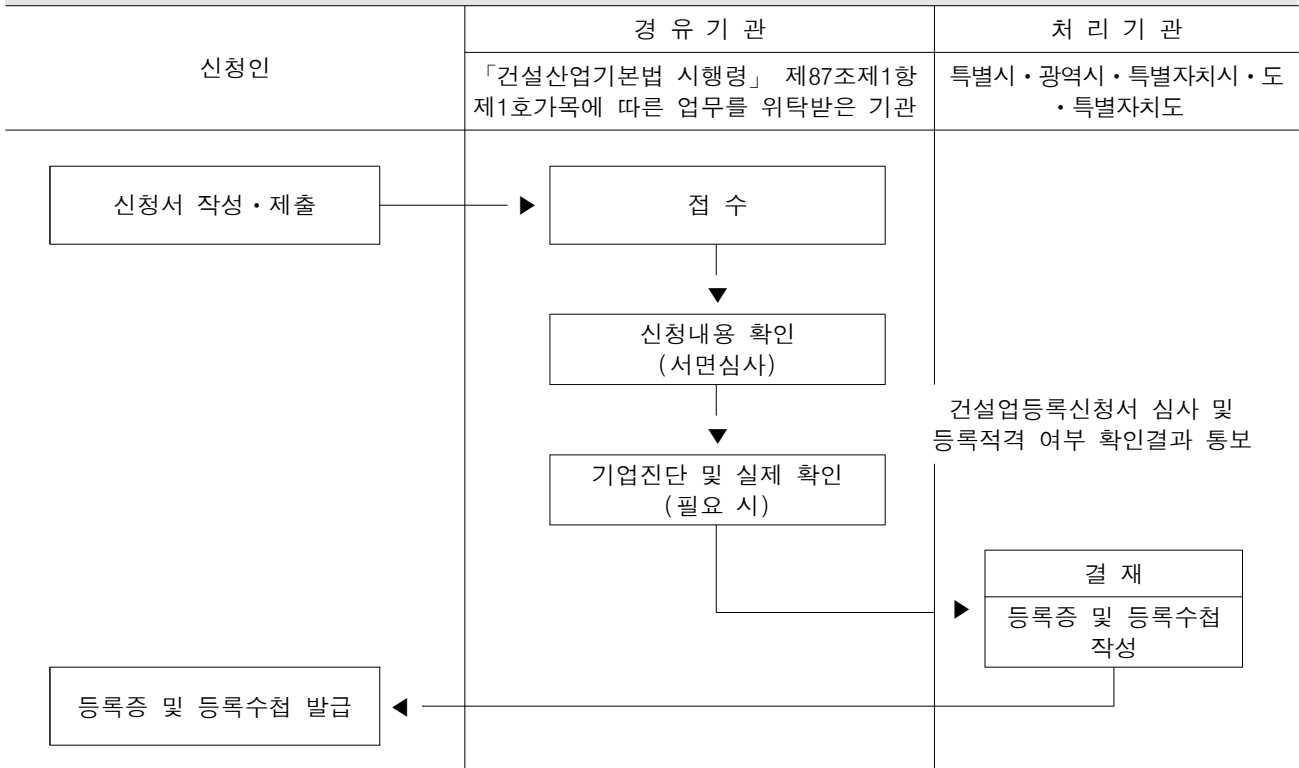 신청인
경 유 기 관
「건설산업기본법 시행령」 제87조제1항
제1호가목에 따른 업무를 위탁받은 기관
처 리 기 관
특별시・광역시・특별자치시・도
・특별자치도
신청서 작성・제출
접 수
신청내용 확인
(서면심사)
건설업등록신청서 심사 및
등록적격 여부 확인결과 통보
기업진단 및 실제 확인
(필요 시)
결 재
등록증 및 등록수첩
작성
등록증 및 등록수첩 발급